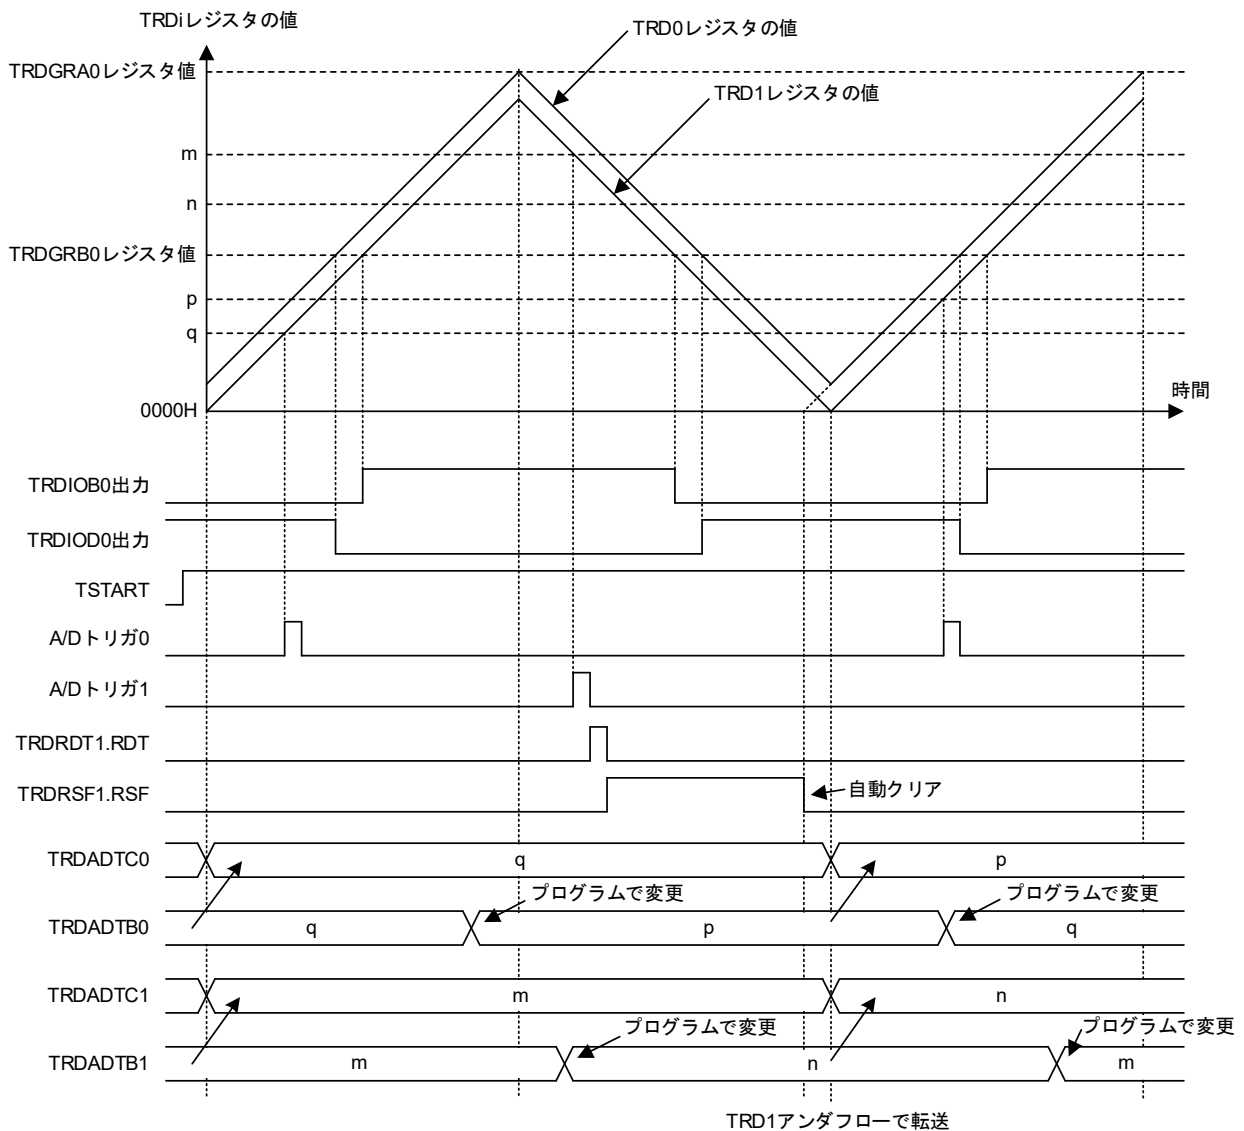 TRDiレジスタの値
TRD0レジスタの値
TRDGRA0レジスタ値
TRD1レジスタの値
m
n
TRDGRB0レジスタ値
p
q
時間
0000H
TRDIOB0出力
TRDIOD0出力
TSTART
A/Dトリガ0
A/Dトリガ1
TRDRDT1.RDT
TRDRSF1.RSF
自動クリア
TRDADTC0
q
p
プログラムで変更
プログラムで変更
TRDADTB0
q
p
q
TRDADTC1
m
n
プログラムで変更
プログラムで変更
TRDADTB1
m
n
m
TRD1アンダフローで転送